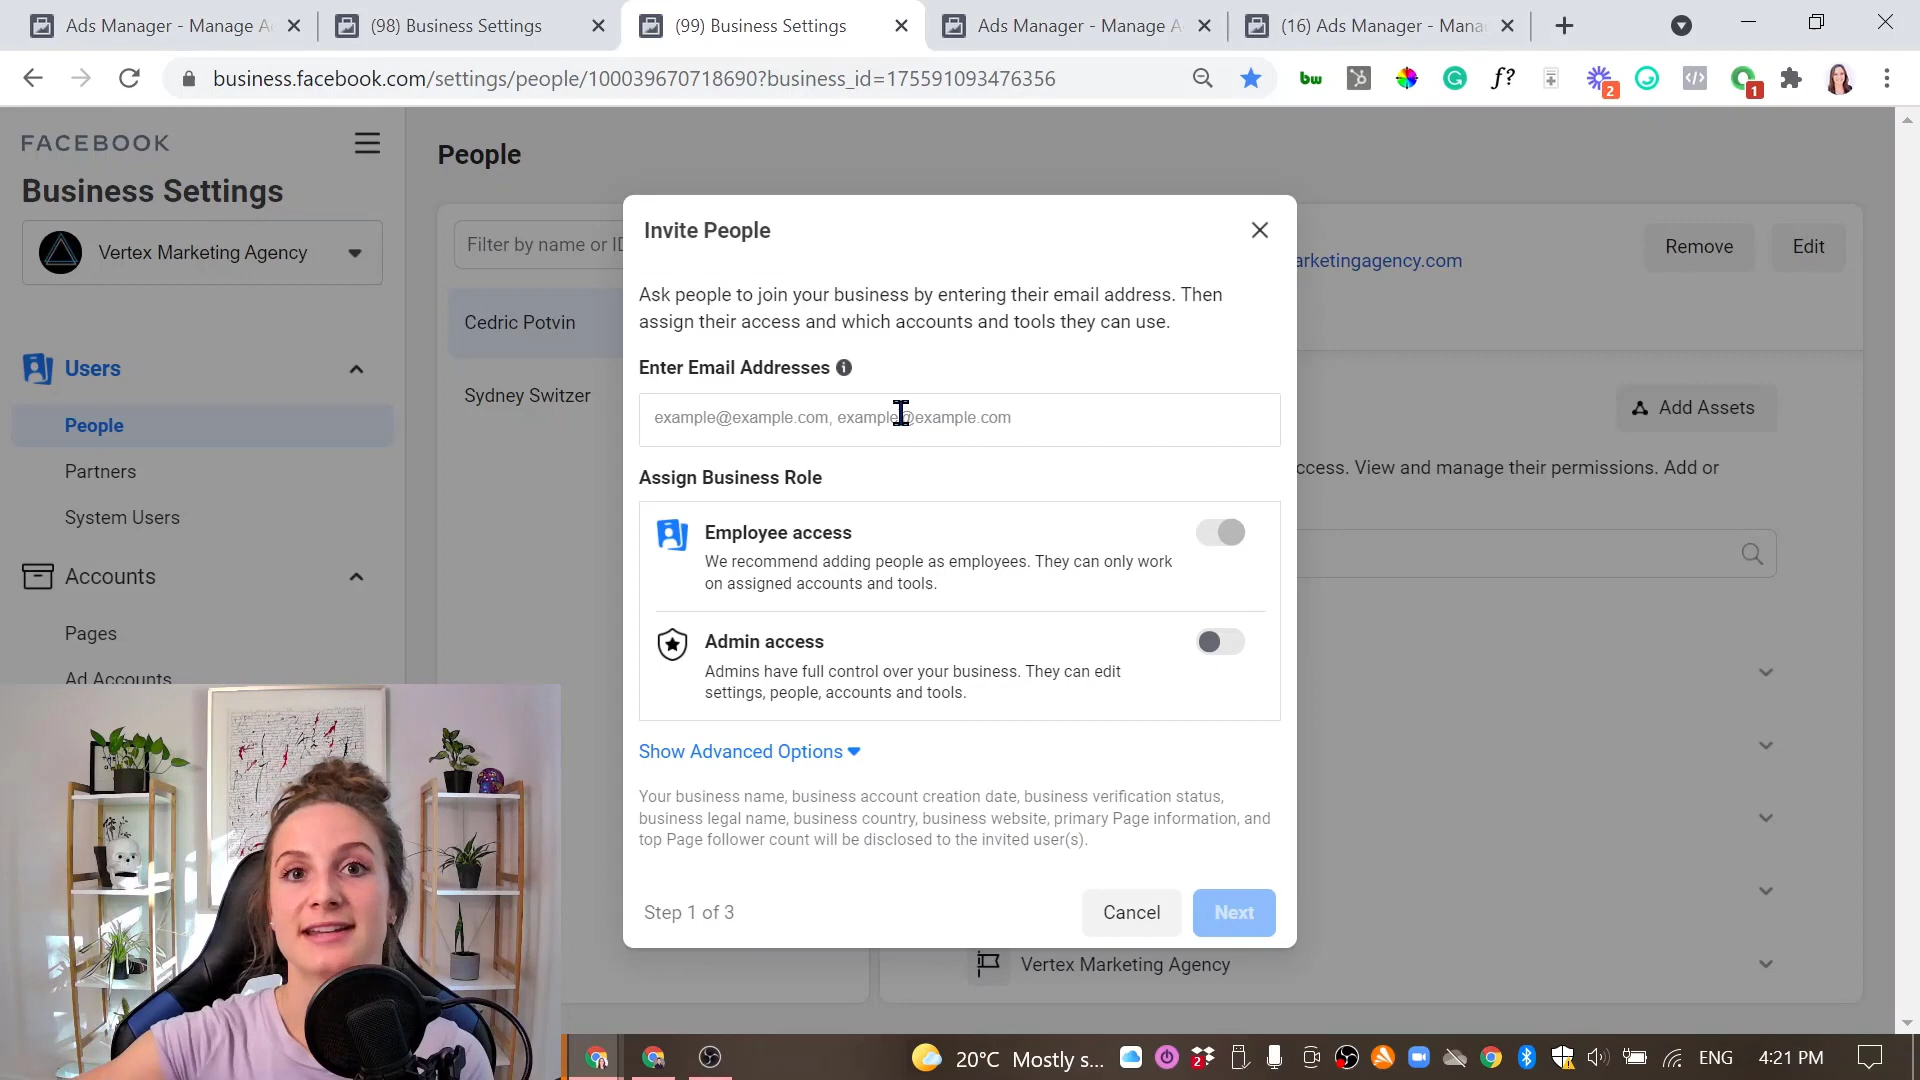 Ads Manager - Manage A
(98) Business Settings
(99) Business Settings
Ads Manager - Manage A
(16) Ads Manager - Mana
business.facebook.com/settings/people/100039670718690?business_id=175591093476356
bw
f?
2
1
FACEBOOK
Business Settings
Vertex Marketing Agency
Users
People
Partners
System Users
Accounts
Pages
Ad Accounts
People
Filter by name or ID
Cedric Potvin
Sydney Switzer
arketingagency.com
Remove
Edit
Add Assets
ccess. View and manage their permissions. Add or
Vertex Marketing Agency
Invite People
Ask people to join your business by entering their email address. Then
assign their access and which accounts and tools they can use.
Enter Email Addresses
example@example.com, example@example.com
Assign Business Role
Employee access
We recommend adding people as employees. They can only work
on assigned accounts and tools.
Admin access
Admins have full control over your business. They can edit
settings, people, accounts and tools.
Show Advanced Options
Your business name, business account creation date, business verification status,
business legal name, business country, business website, primary Page information, and
top Page follower count will be disclosed to the invited user(s).
Step 1 of 3
Cancel
Next
20°C Mostly s...
2
ENG
4:21 PM